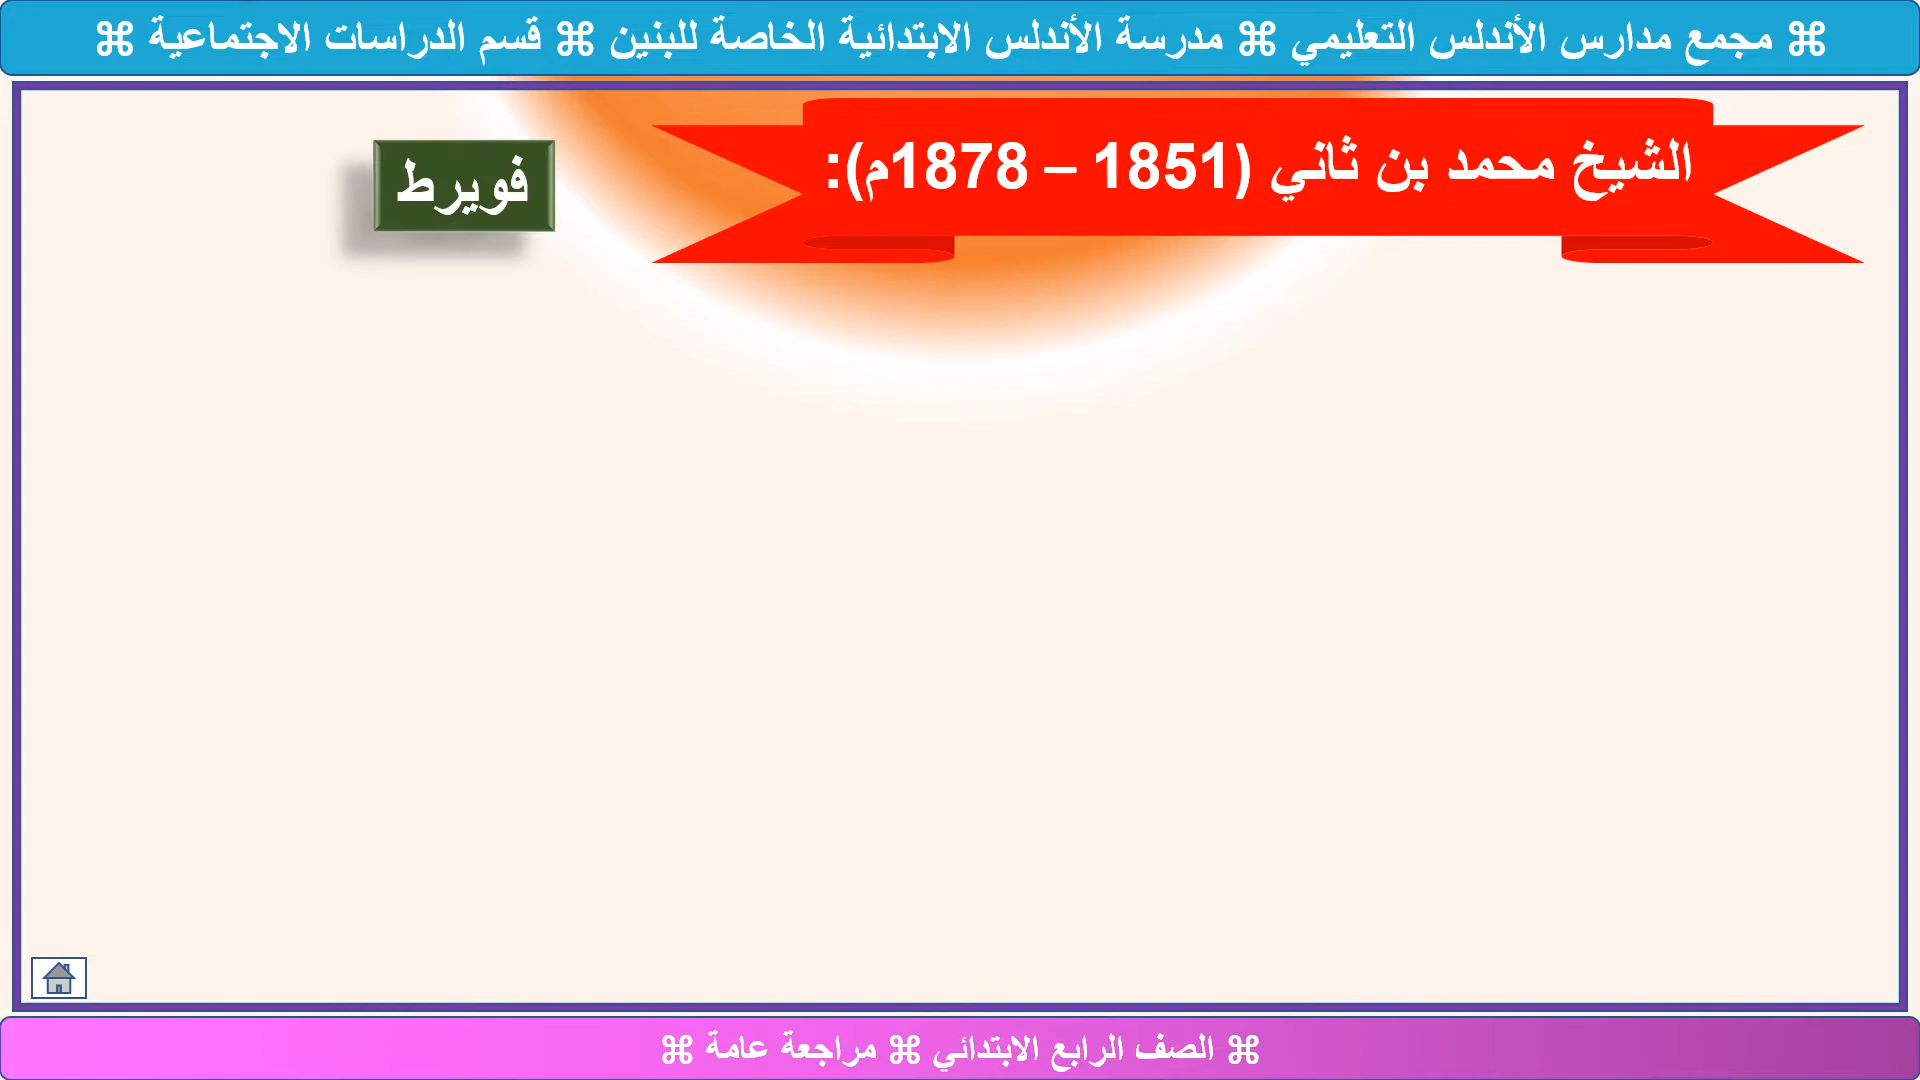 ⌘ مجمع مدارس الأندلس التعليمي ⌘ مدرسة الأندلس الابتدائية الخاصة للبنين ⌘ قسم الدراسات الاجتماعية ⌘
الشيخ محمد بن ثاني (1851 – 1878م):
فويرط
⌘ الصف الرابع الابتدائي ⌘ مراجعة عامة ⌘